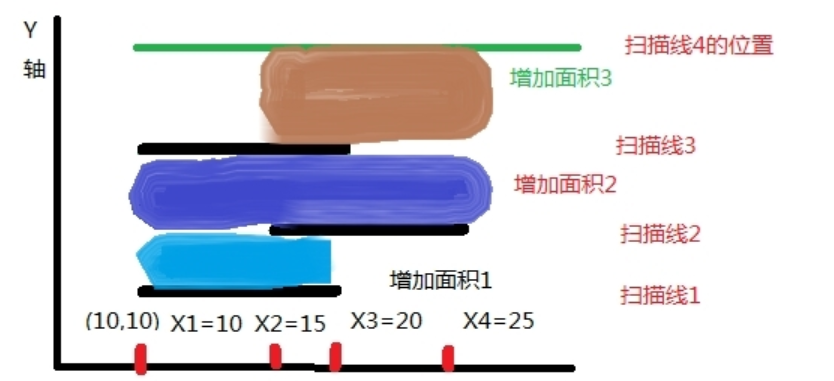 Y
轴
扫描线4的位置
增加面积3
扫描线3
增加面积2
扫描线2
增加面积1
扫描线1
(10,10) X1=10 X2=15 X3=20 X4=25